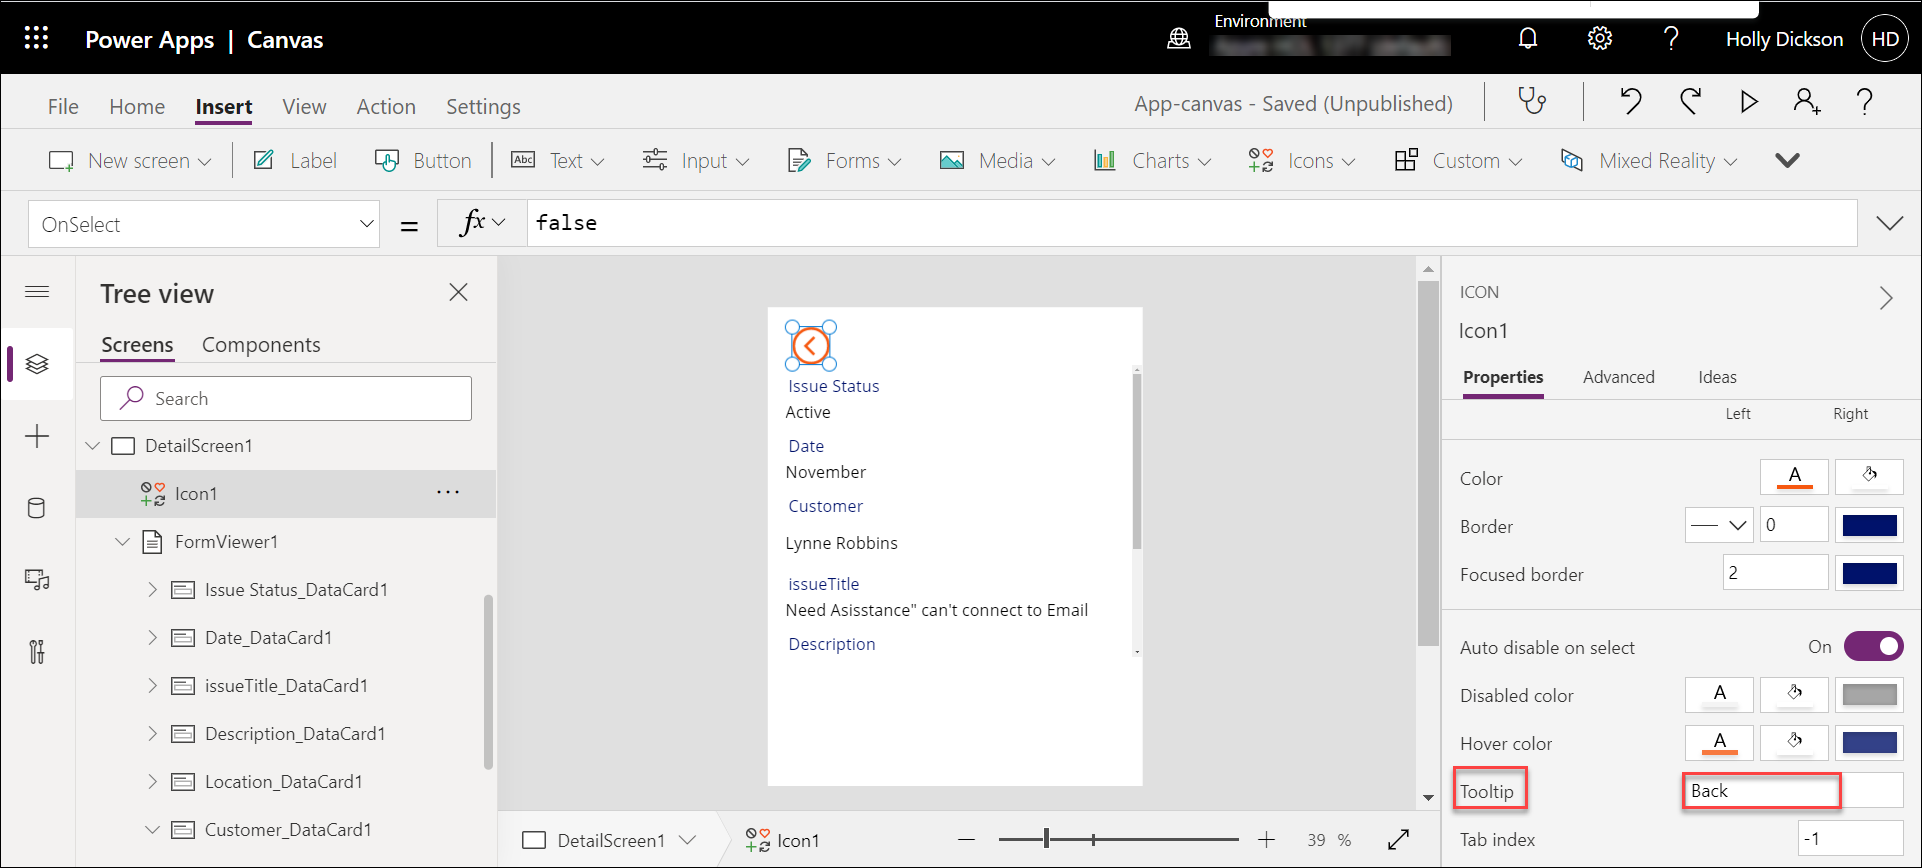 Power Apps | Canvas
Environment
Holly Dickson
HD
File Home Insert View Action Settings
App-canvas - Saved (Unpublished)
New screen Label Button Abc Text Input Forms Media Charts Icons Custom Mixed Reality
OnSelect = fx false
Tree view
Screens Components
Search
DetailScreen1
Icon1 ...
FormViewer1
Issue Status_DataCard1
Date_DataCard1
issueTitle_DataCard1
Description_DataCard1
Location_DataCard1
Customer_DataCard1
Issue Status
Active
Date
November
Customer
Lynne Robbins
issueTitle
Need Asisstance" can't connect to Email
Description
DetailScreen1 Icon1
39 %
ICON
Icon1
Properties Advanced Ideas
Left Right
Color A
Border 0
Focused border 2
Auto disable on select On
Disabled color A
Hover color A
Tooltip Back
Tab index -1